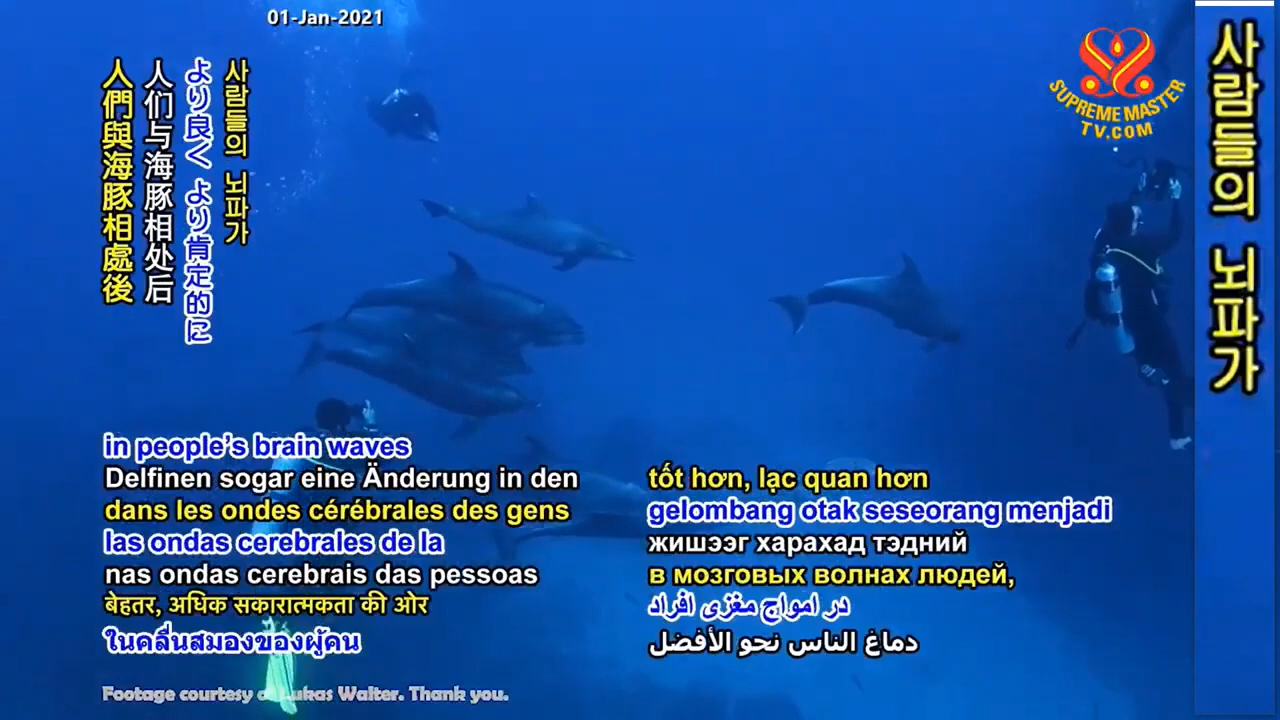 01-Jan-2021
사람들의 뇌파가
より良く より肯定的に
人们与海豚相处后
人們與海豚相處後
SUPREME MASTER
TV.COM
사람들의 뇌파가
in people's brain waves
Delfinen sogar eine Änderung in den
dans les ondes cérébrales des gens
las ondas cerebrales de la
nas ondas cerebrais das pessoas
बेहतर, अधिक सकारात्मकता की ओर
ในคลื่นสมองของผู้คน
tốt hơn, lạc quan hơn
gelombang otak seseorang menjadi
жишээг харахад тэдний
в мозговых волнах людей,
در امواج مغزی افراد
دماغ الناس نحو الأفضل
Footage courtesy of Lukas Walter. Thank you.